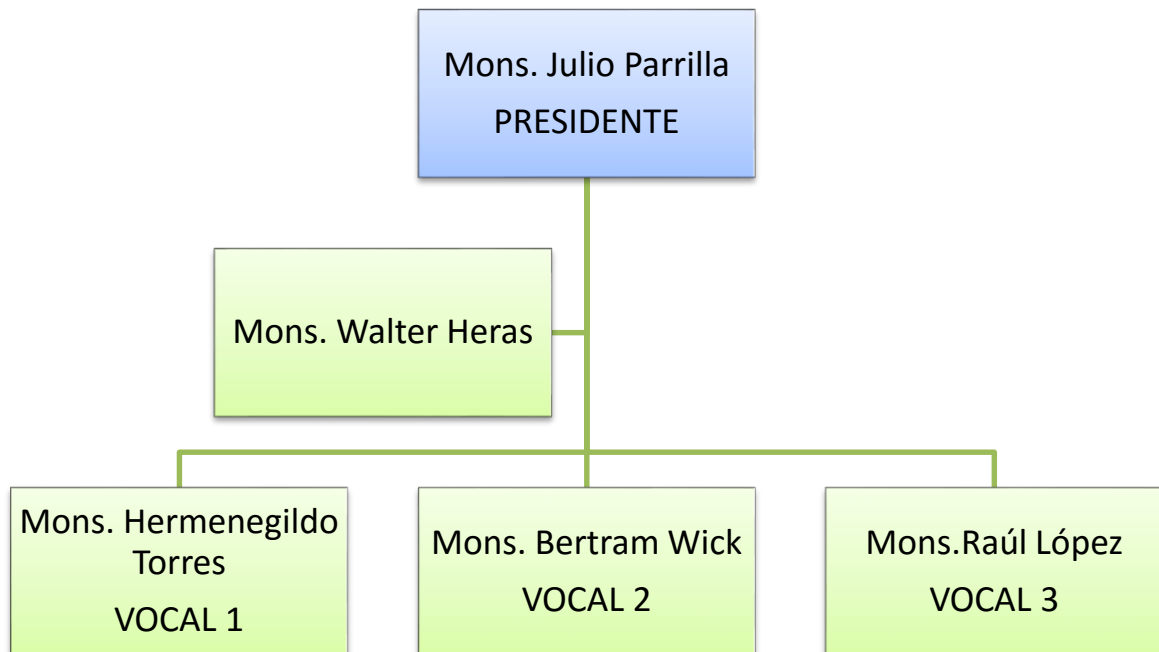 Mons. Julio Parrilla
PRESIDENTE
Mons. Walter Heras
Mons. Hermenegildo
Torres
VOCAL 1
Mons. Bertram Wick
VOCAL 2
Mons.Raúl López
VOCAL 3